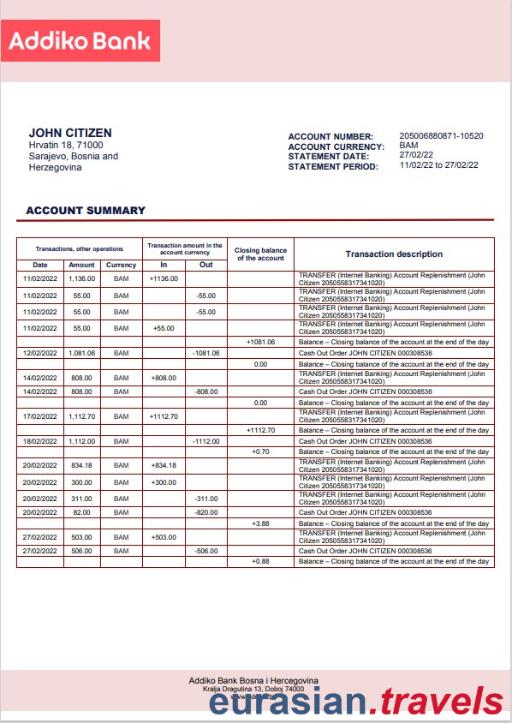 Addiko Bank
JOHN CITIZEN
Hrvatin 18, 71000
Sarajevo, Bosnia and
Herzegovina
ACCOUNT NUMBER: 205006880871-10520
ACCOUNT CURRENCY: BAM
STATEMENT DATE: 27/02/22
STATEMENT PERIOD: 11/02/22 to 27/02/22
ACCOUNT SUMMARY
Transactions, other operations Transaction amount in the account currency Closing balance of the account Transaction description
Date Amount Currency In Out
11/02/2022 1,136.00 BAM +1136.00 TRANSFER (Internet Banking) Account Replenishment (John
Citizen 2050558317341020)
11/02/2022 55.00 BAM -55.00 TRANSFER (Internet Banking) Account Replenishment (John
Citizen 2050558317341020)
11/02/2022 55.00 BAM -55.00 TRANSFER (Internet Banking) Account Replenishment (John
Citizen 2050558317341020)
11/02/2022 55.00 BAM +55.00 TRANSFER (Internet Banking) Account Replenishment (John
Citizen 2050558317341020)
+1081.06 Balance – Closing balance of the account at the end of the day
12/02/2022 1,081.06 BAM -1081.06 Cash Out Order JOHN CITIZEN 000308536
0.00 Balance – Closing balance of the account at the end of the day
14/02/2022 808.00 BAM +808.00 TRANSFER (Internet Banking) Account Replenishment (John
Citizen 2050558317341020)
14/02/2022 808.00 BAM -808.00 Cash Out Order JOHN CITIZEN 000308536
0.00 Balance – Closing balance of the account at the end of the day
17/02/2022 1,112.70 BAM +1112.70 TRANSFER (Internet Banking) Account Replenishment (John
Citizen 2050558317341020)
+1112.70 Balance – Closing balance of the account at the end of the day
18/02/2022 1,112.00 BAM -1112.00 Cash Out Order JOHN CITIZEN 000308536
+0.70 Balance – Closing balance of the account at the end of the day
20/02/2022 834.18 BAM +834.18 TRANSFER (Internet Banking) Account Replenishment (John
Citizen 2050558317341020)
20/02/2022 300.00 BAM +300.00 TRANSFER (Internet Banking) Account Replenishment (John
Citizen 2050558317341020)
20/02/2022 311.00 BAM -311.00 TRANSFER (Internet Banking) Account Replenishment (John
Citizen 2050558317341020)
20/02/2022 82.00 BAM -820.00 Cash Out Order JOHN CITIZEN 000308536
+3.88 Balance – Closing balance of the account at the end of the day
27/02/2022 503.00 BAM +503.00 TRANSFER (Internet Banking) Account Replenishment (John
Citizen 2050558317341020)
27/02/2022 506.00 BAM -506.00 Cash Out Order JOHN CITIZEN 000308536
+0.88 Balance – Closing balance of the account at the end of the day
Addiko Bank Bosna i Hercegovina
Kralja Dragutina 13, Doboj 74000
eurasian.travels